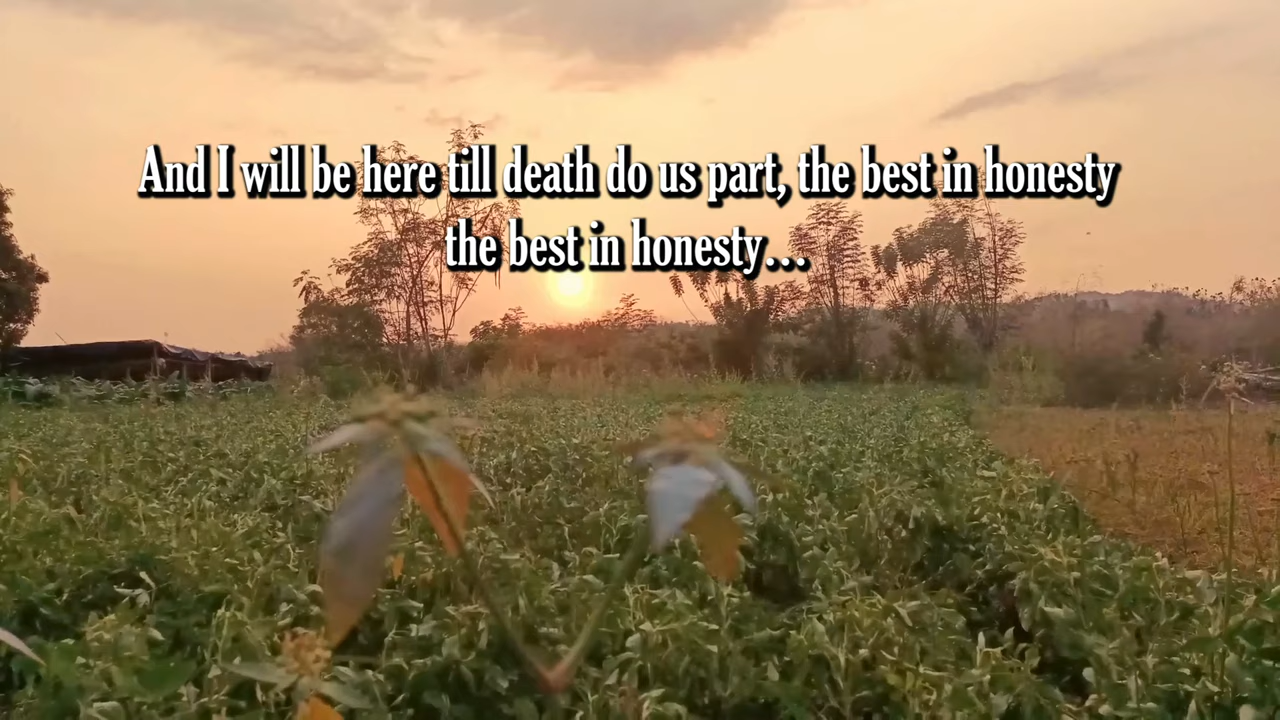 And I will be here till death do us part, the best in honesty
the best in honesty...